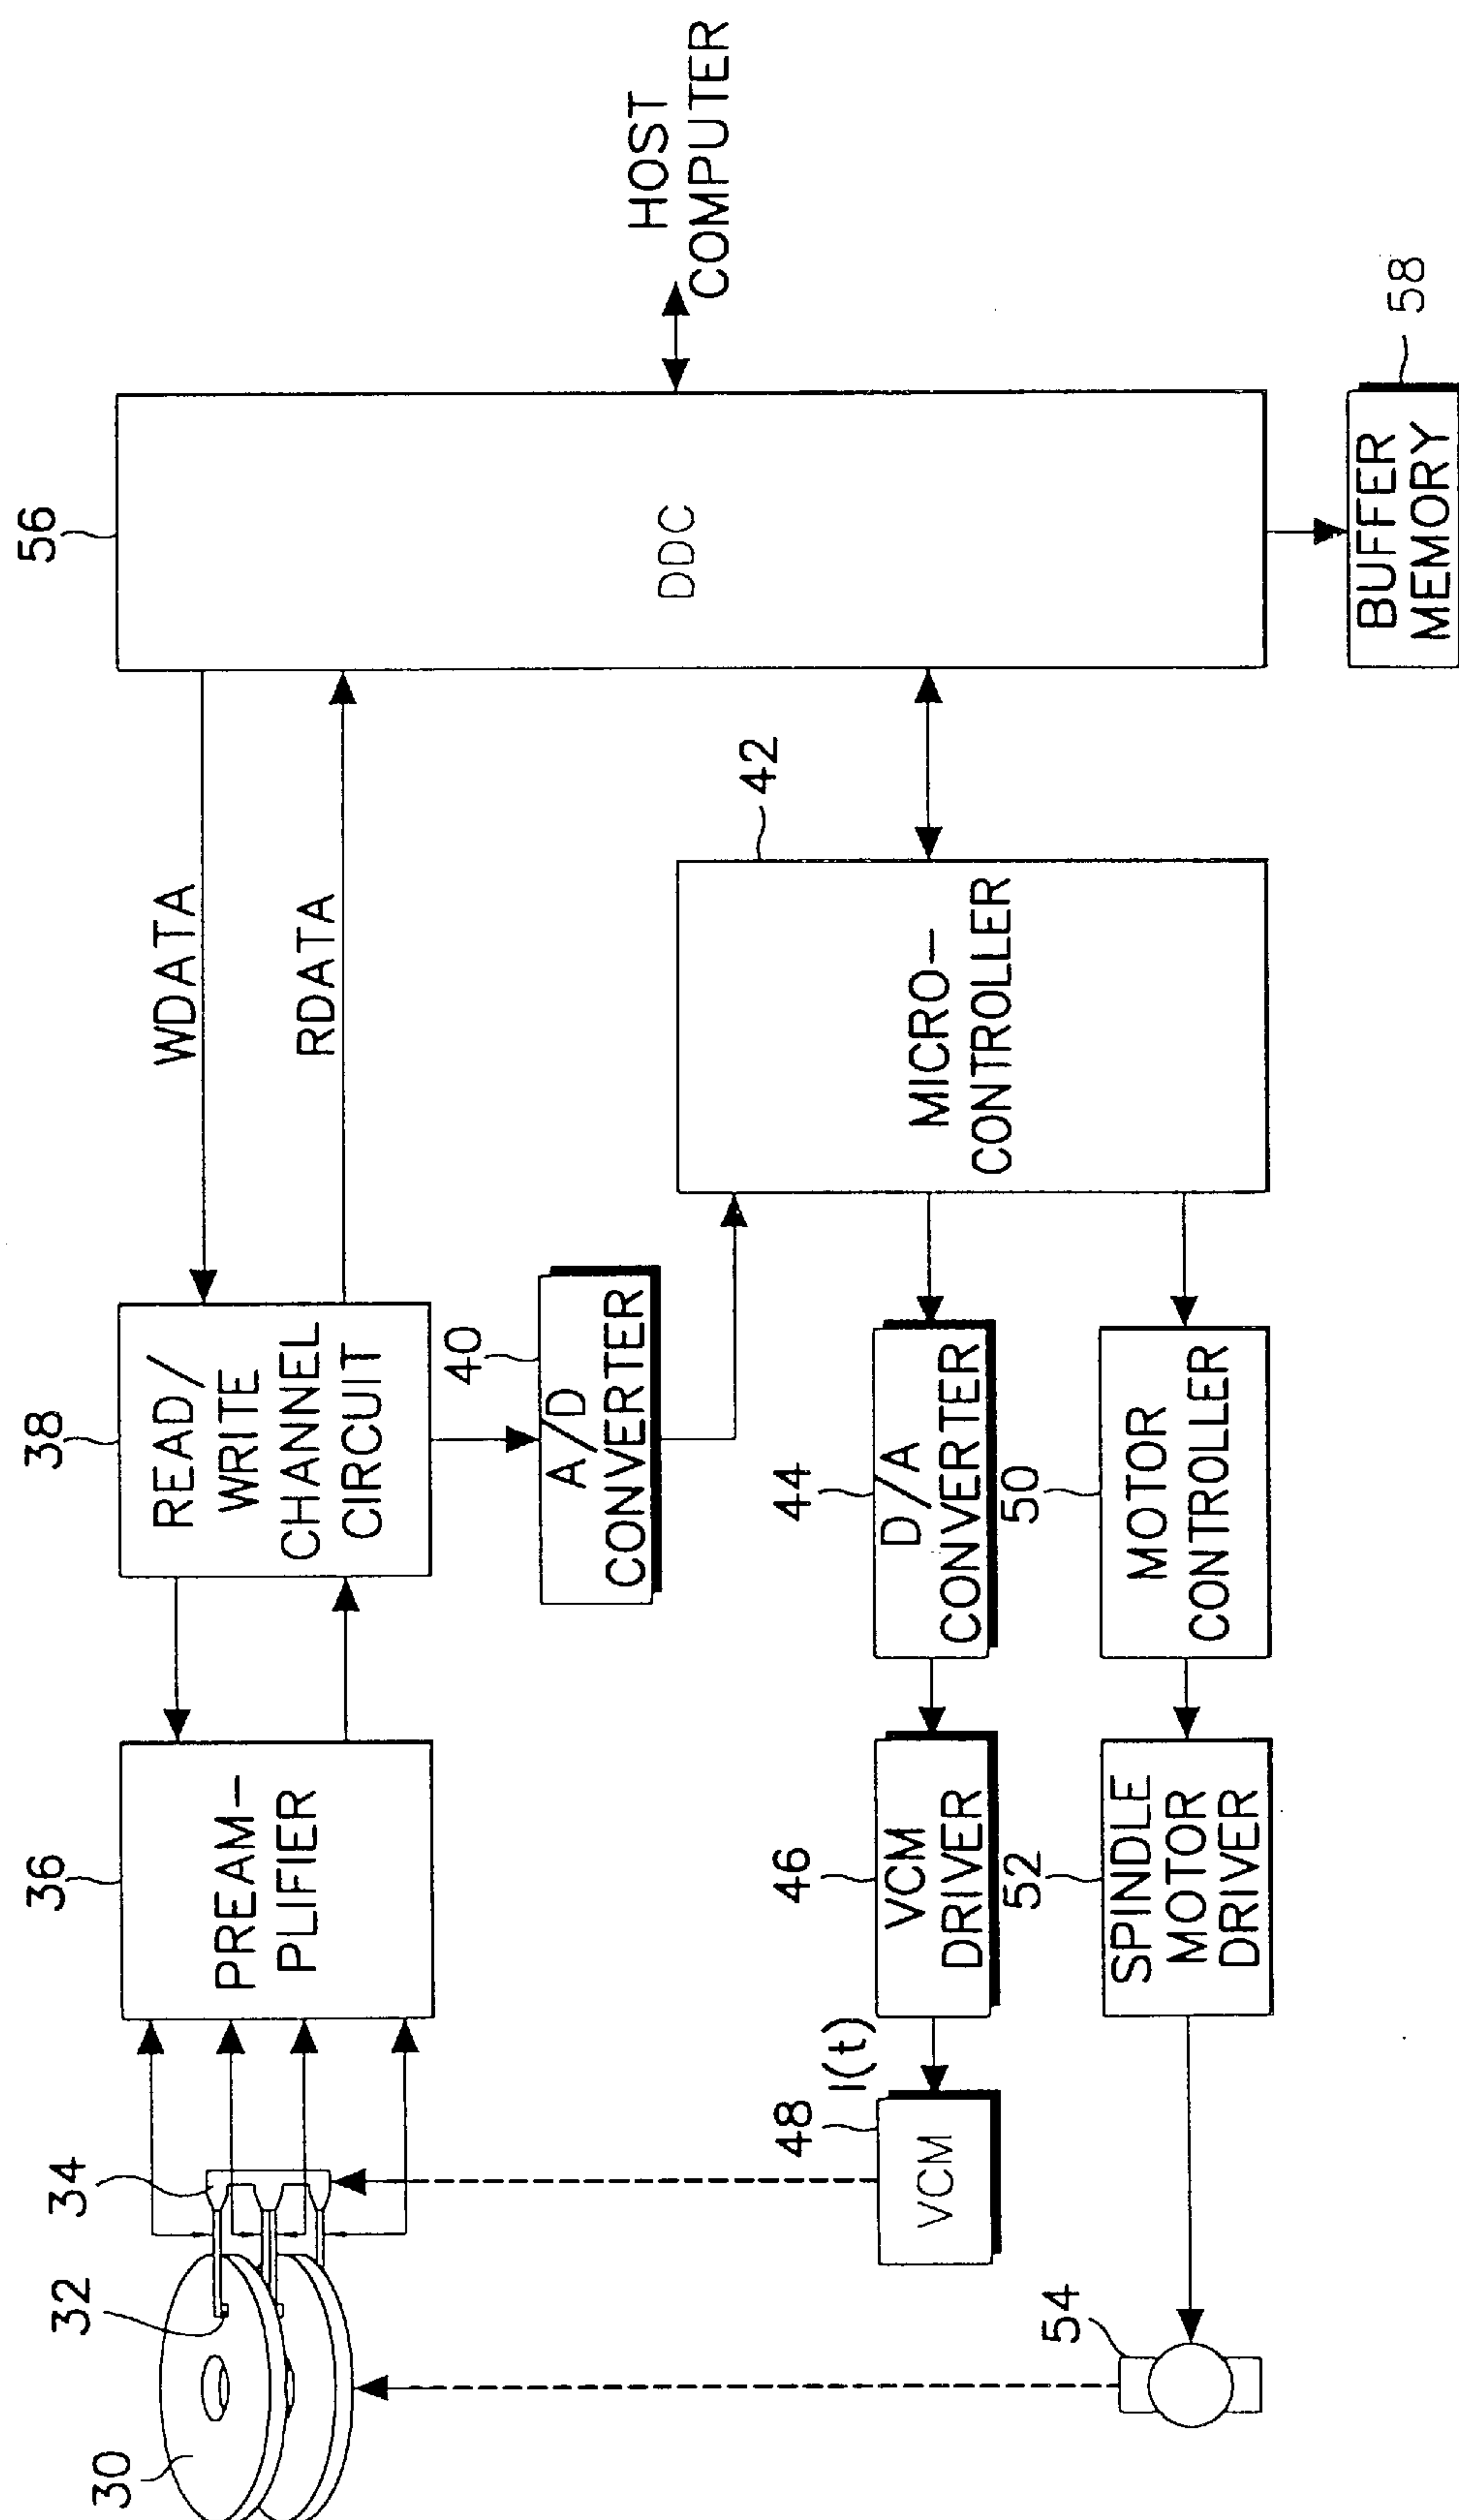 30
32
34
36
PREAM-
PLIFIER
38
READ/
WRITE
CHANNEL
CIRCUIT
WDATA
RDATA
56
DDC
HOST
COMPUTER
40
A/D
CONVERTER
42
MICRO-
CONTROLLER
48
VCM
I(t)
46
VCM
DRIVER
44
D/A
CONVERTER
54
52
SPINDLE
MOTOR
DRIVER
50
MOTOR
CONTROLLER
58
BUFFER
MEMORY